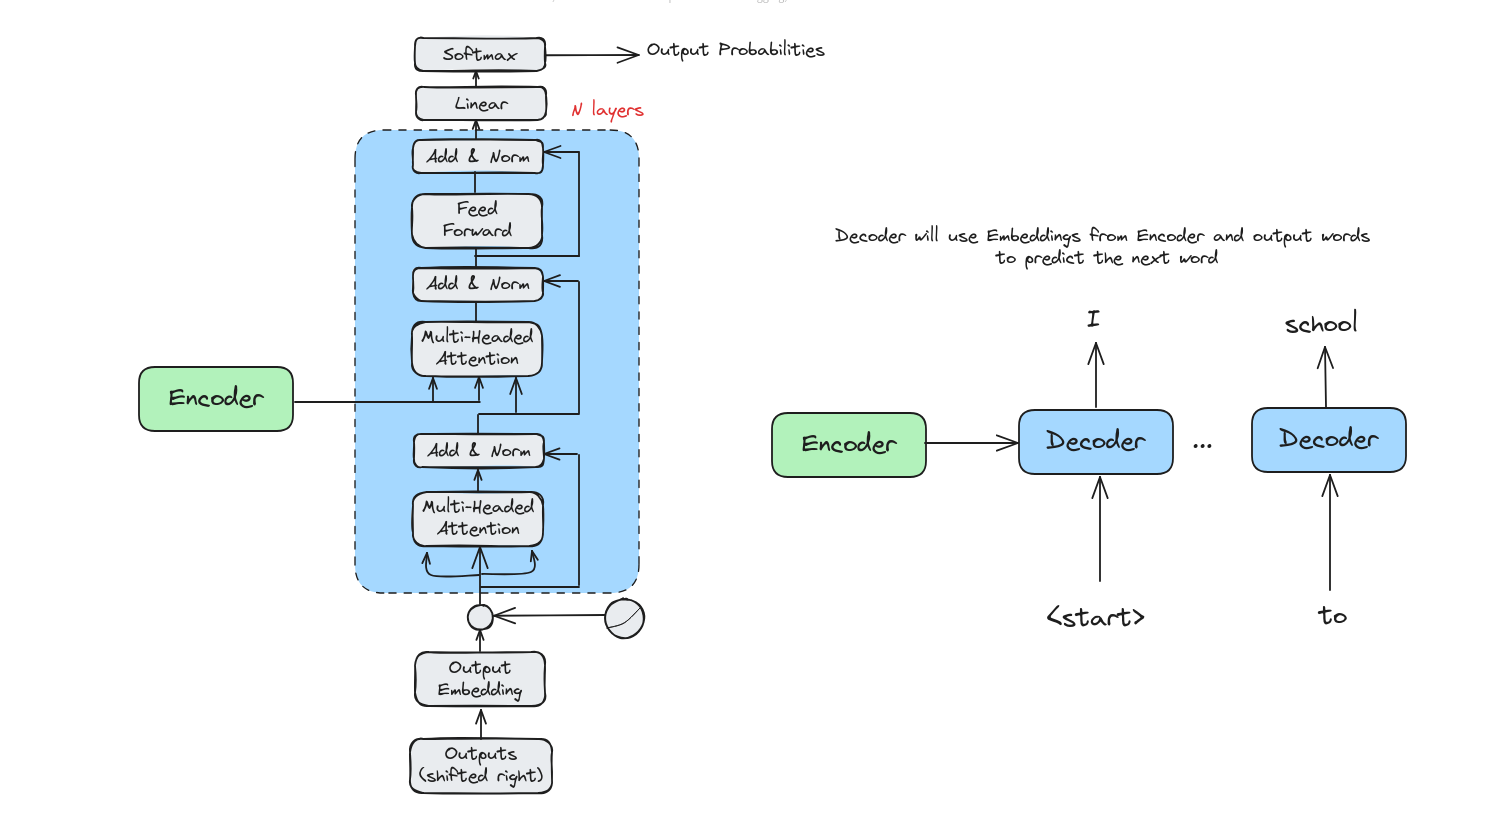 Softmax
Output Probabilities
Linear
N layers
Add & Norm
Feed
Forward
Add & Norm
Multi-Headed
Attention
Encoder
Add & Norm
Multi-Headed
Attention
Output
Embedding
Outputs
(shifted right)
Decoder will use Embeddings from Encoder and output words
to predict the next word
I
school
Encoder
Decoder
...
Decoder
<start>
to